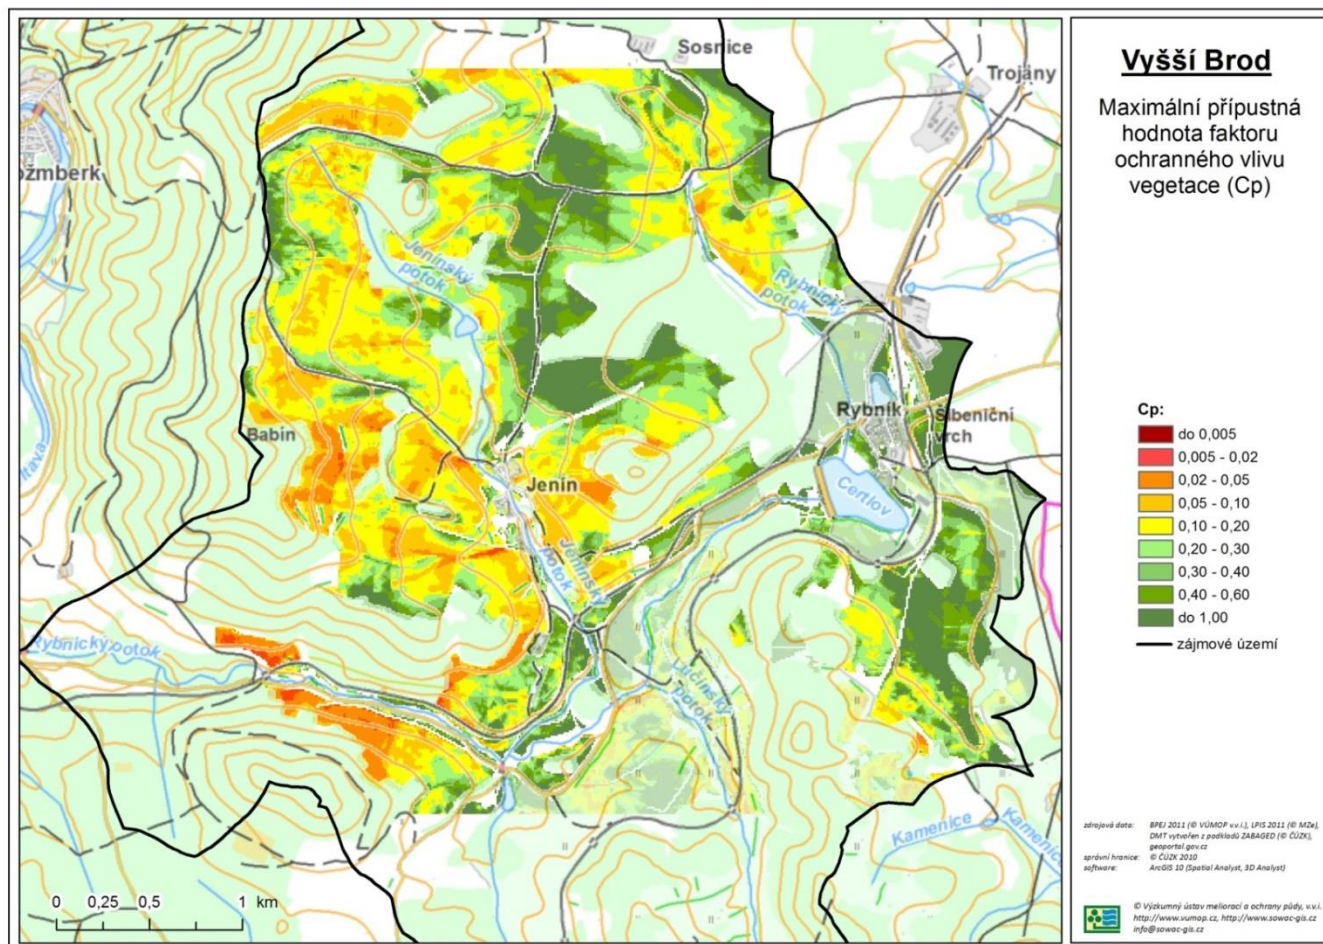 Sosnice
Trojány
ožmberk
Jenínský
potok
Rybnický
potok
Rybník
Šibeniční
vrch
Babín
Jenín
Čertlov
Jenínský
potok
ltava
Rybnický potok
potok
Kamenice
Kamenice
0 0,25 0,5 1 km
Vyšší Brod
Maximální přípustná
hodnota faktoru
ochranného vlivu
vegetace (Cp)
Cp:
do 0,005
0,005 - 0,02
0,02 - 0,05
0,05 - 0,10
0,10 - 0,20
0,20 - 0,30
0,30 - 0,40
0,40 - 0,60
do 1,00
zájmové území
zdrojová data: BPEJ 2011 (© VÚMOP v.v.i.), LPIS 2011 (© MZe),
DMT vytvořen z podkladů ZABAGED (© ČÚZK),
geoportal.gov.cz
správní hranice: © ČÚZK 2010
software: ArcGIS 10 (Spatial Analyst, 3D Analyst)
© Výzkumný ústav meliorací a ochrany půdy, v.v.i.
http://www.vumop.cz, http://www.sowac-gis.cz
info@sowac-gis.cz